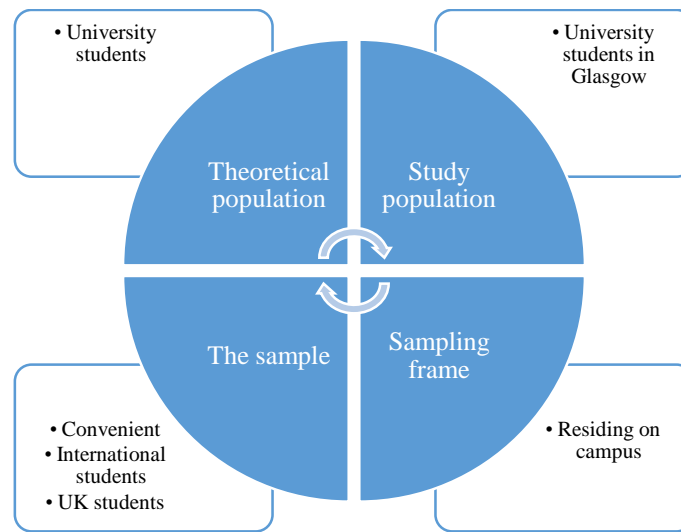 • University
students
• University
students in
Glasgow
Theoretical
population
Study
population
The sample
Sampling
frame
• Convenient
• International
students
• UK students
• Residing on
campus